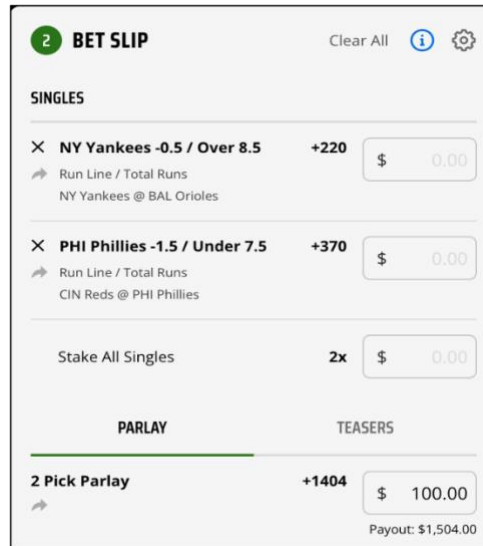 2 BET SLIP Clear All
SINGLES
NY Yankees -0.5 / Over 8.5 +220 $ 0.00
Run Line / Total Runs
NY Yankees @ BAL Orioles
PHI Phillies -1.5 / Under 7.5 +370 $ 0.00
Run Line / Total Runs
CIN Reds @ PHI Phillies
Stake All Singles 2x $ 0.00
PARLAY TEASERS
2 Pick Parlay +1404 $ 100.00
Payout: $1,504.00